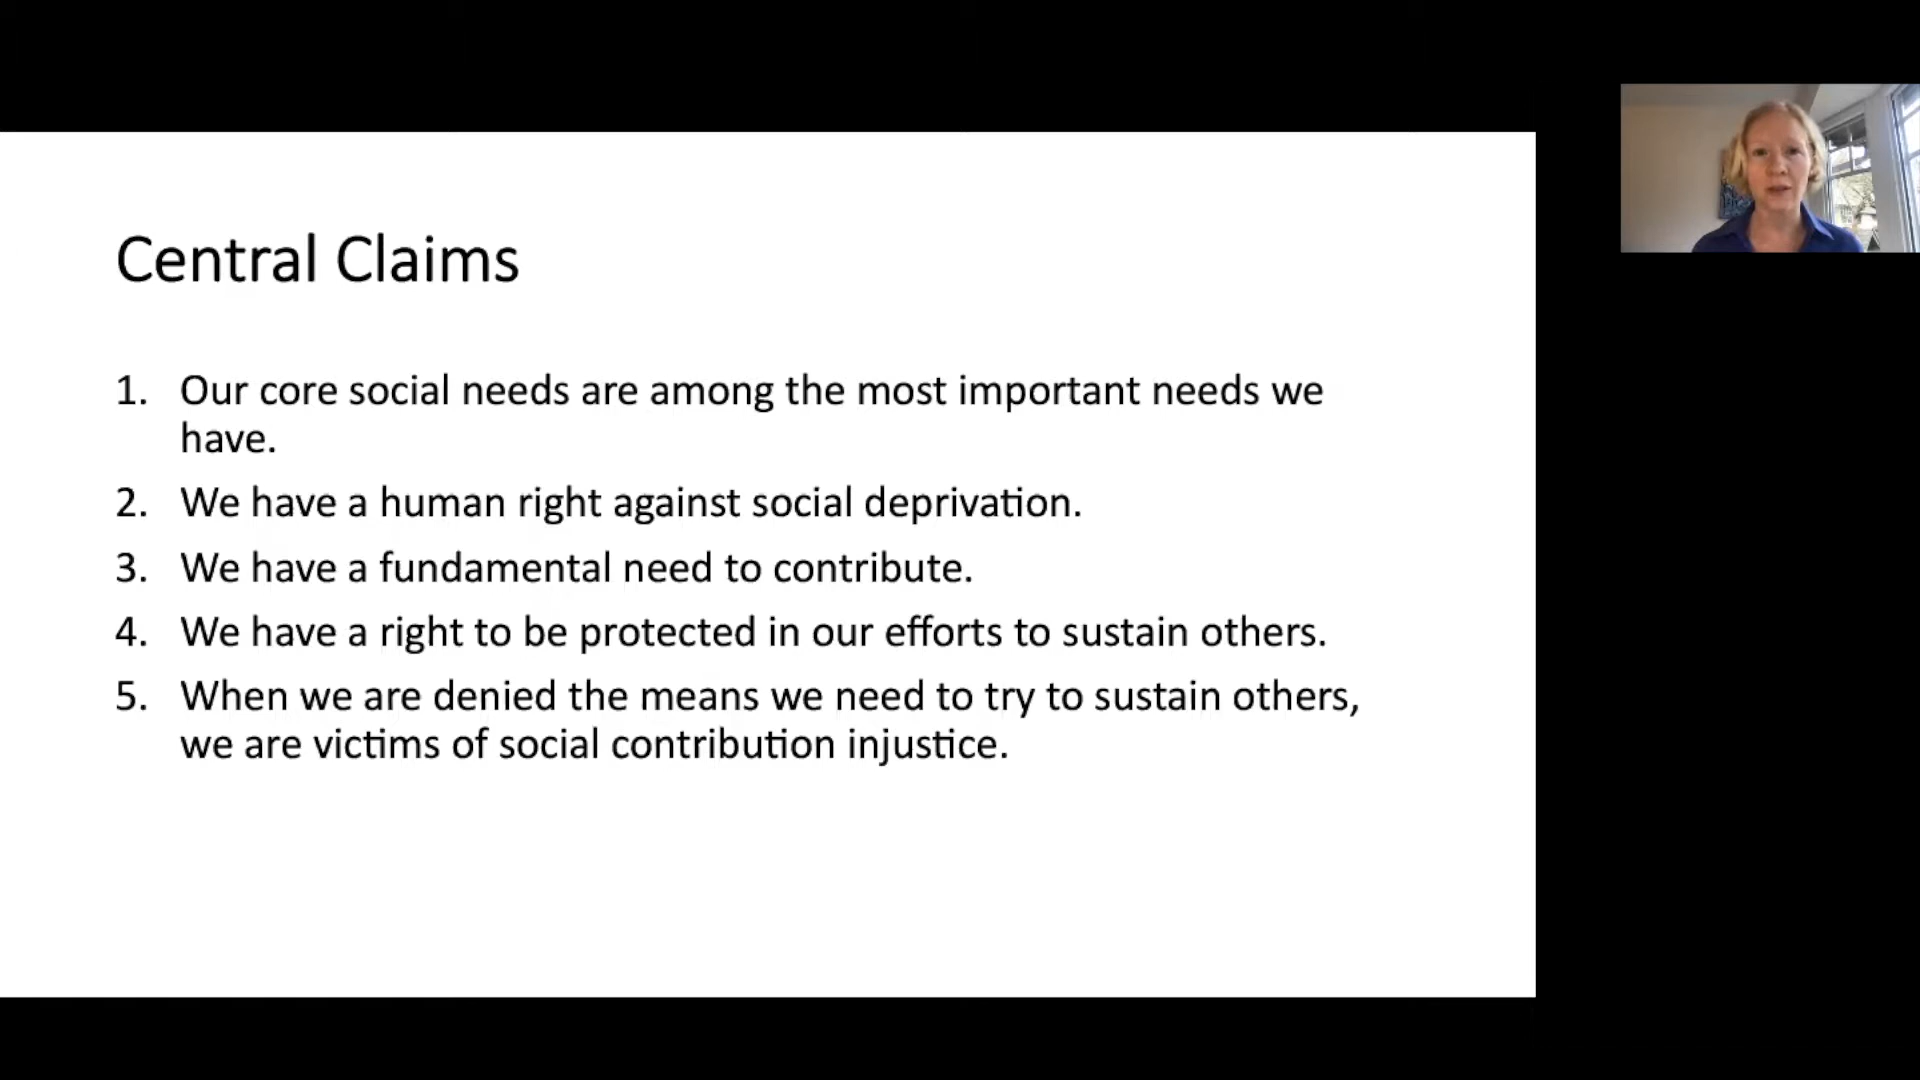 Central Claims
1. Our core social needs are among the most important needs we
have.
2. We have a human right against social deprivation.
3. We have a fundamental need to contribute.
4. We have a right to be protected in our efforts to sustain others.
5. When we are denied the means we need to try to sustain others,
we are victims of social contribution injustice.